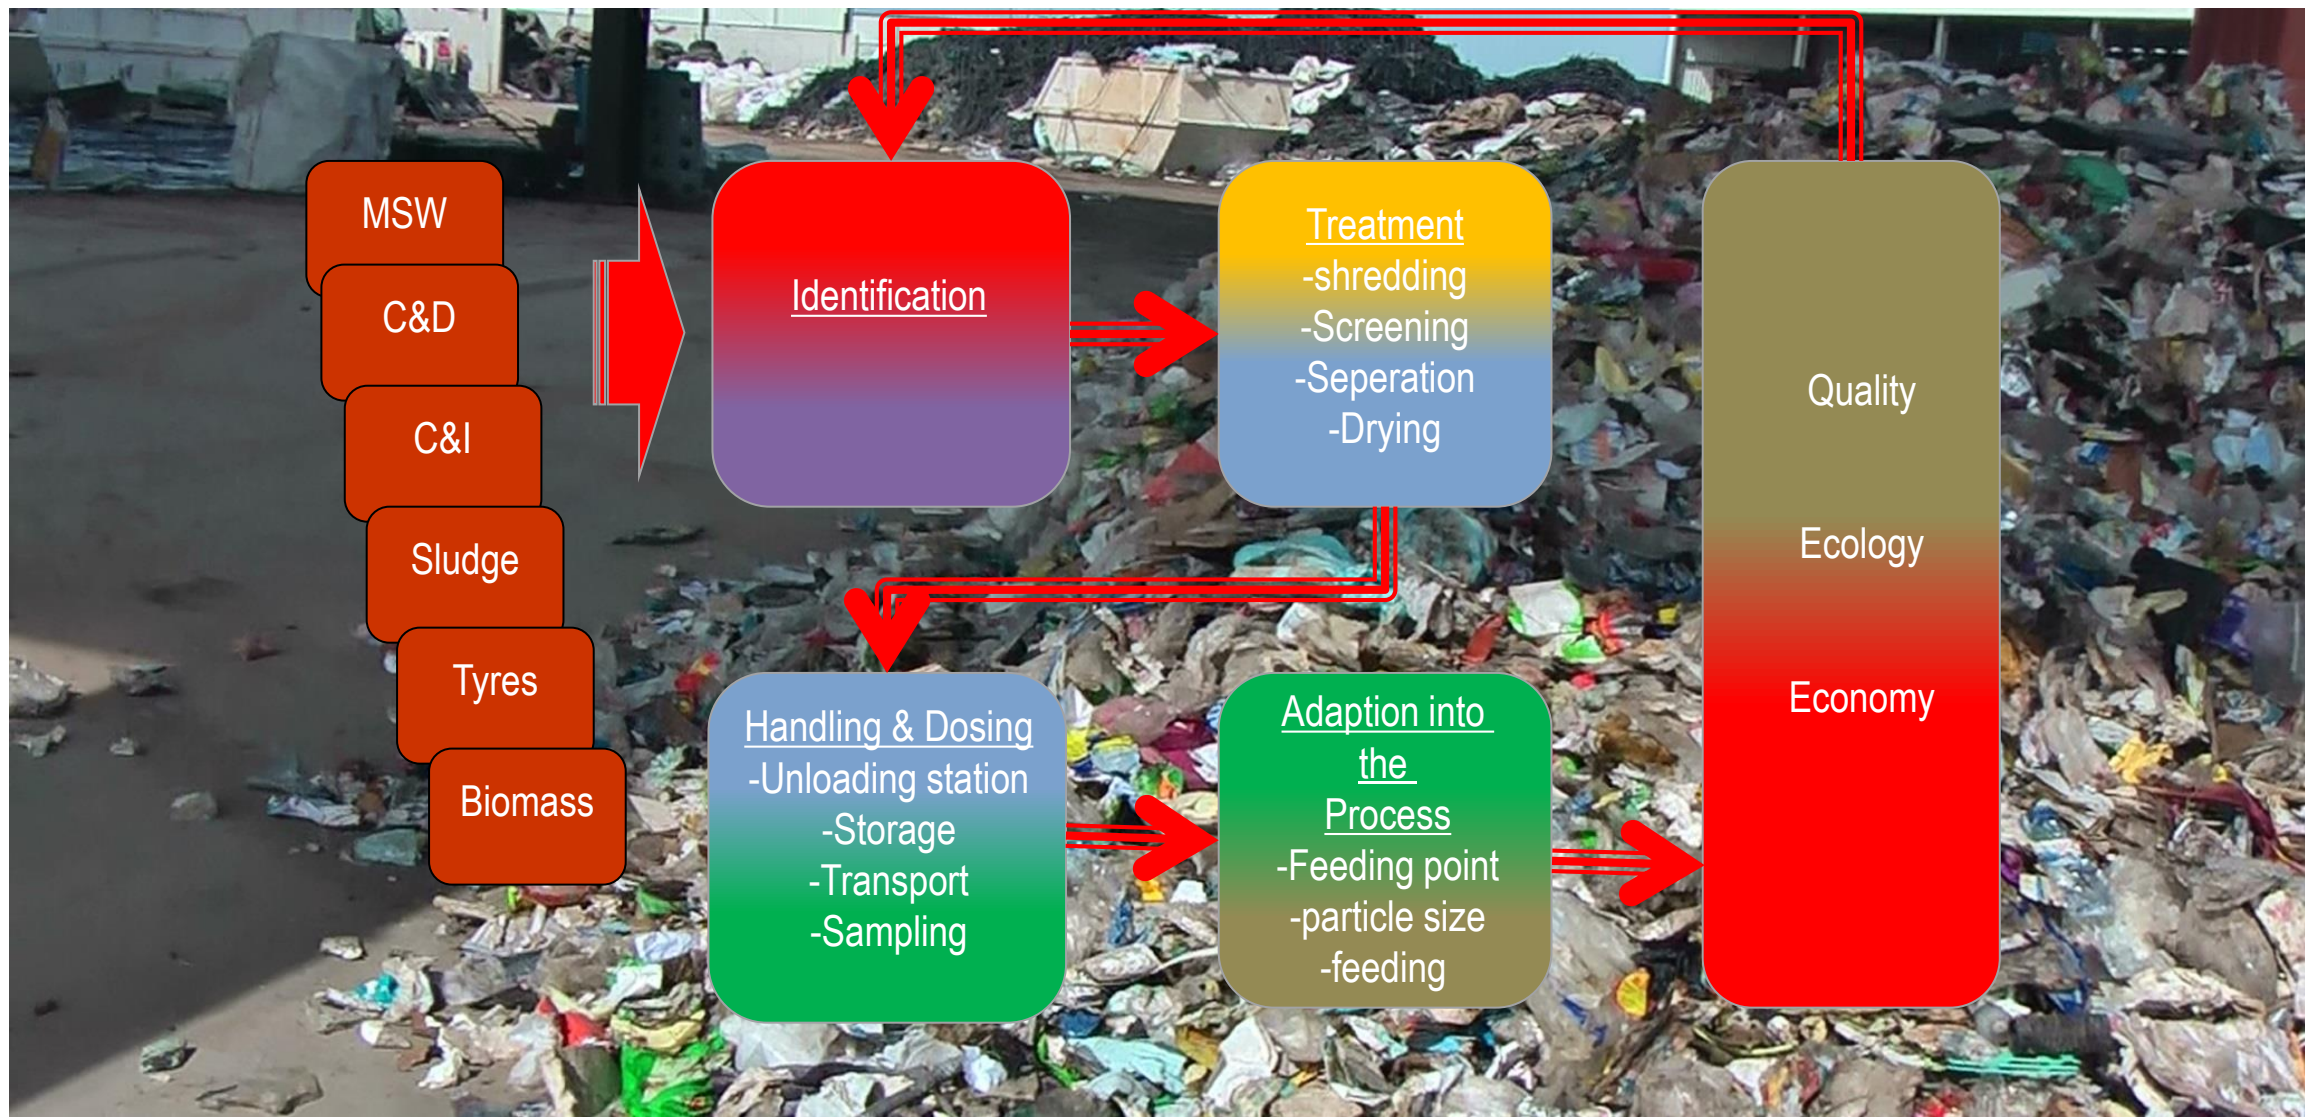 MSW
C&D
C&I
Sludge
Tyres
Biomass
Identification
Treatment
-shredding
-Screening
-Seperation
-Drying
Handling & Dosing
-Unloading station
-Storage
-Transport
-Sampling
Adaption into
the
Process
-Feeding point
-particle size
-feeding
Quality
Ecology
Economy